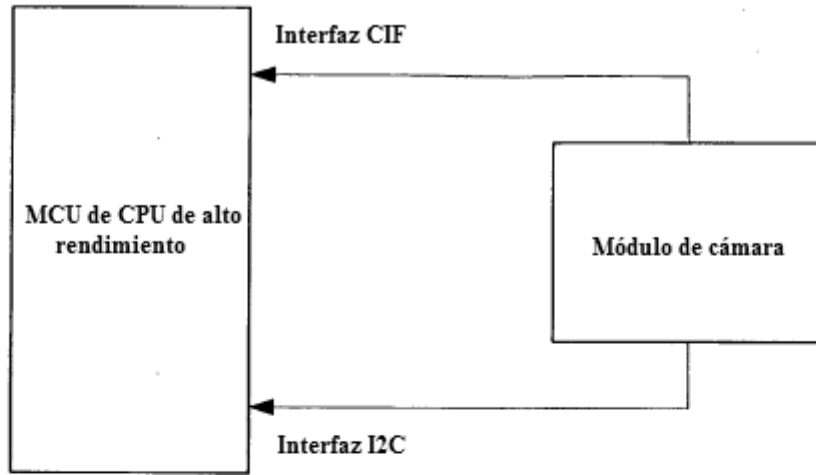 Interfaz CIF
MCU de CPU de alto
rendimiento
Módulo de cámara
Interfaz I2C